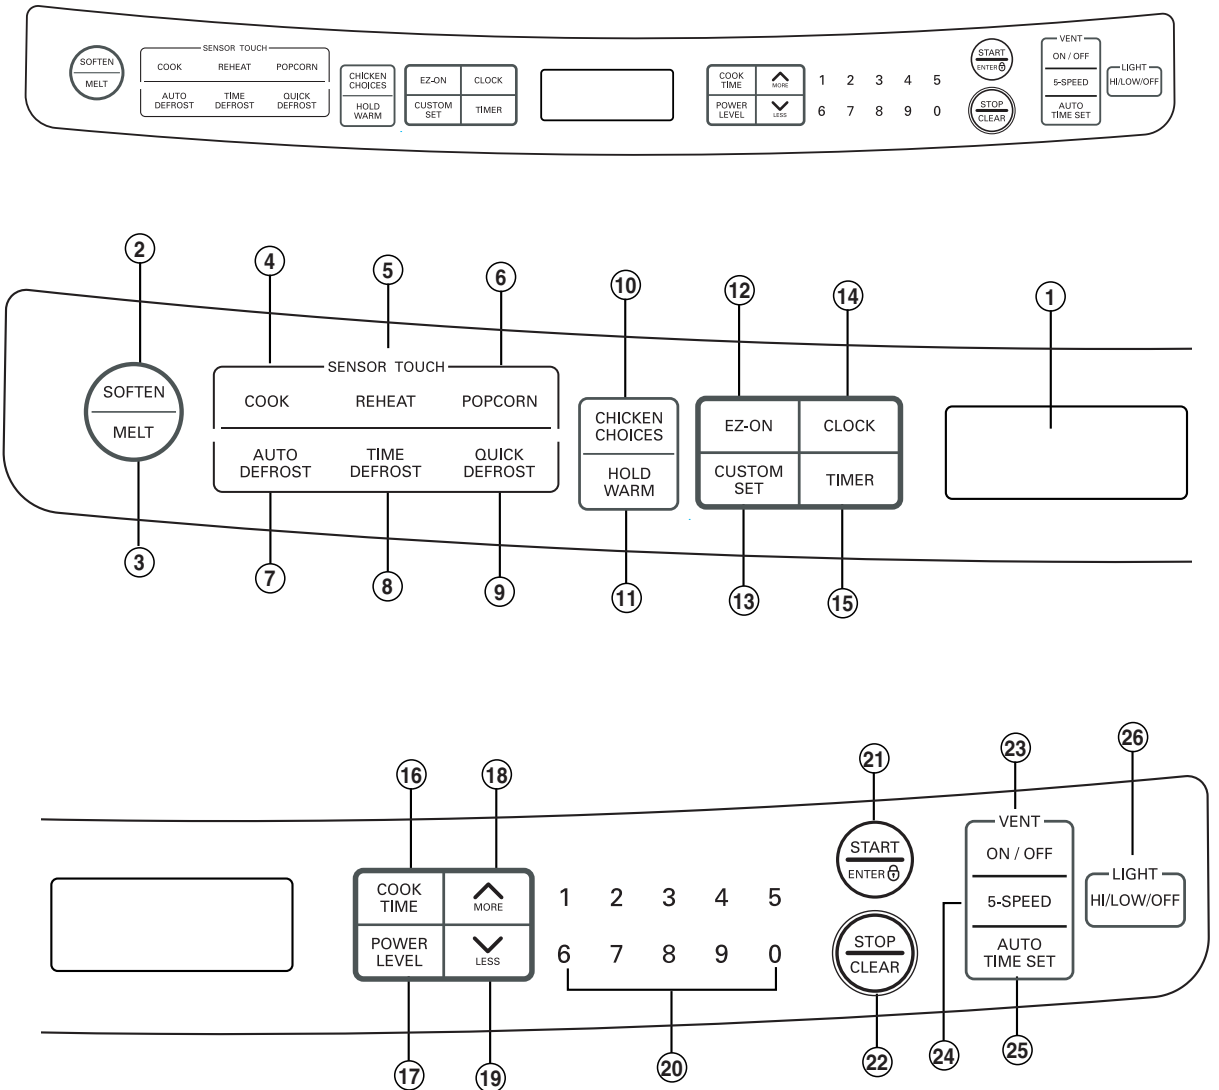 SENSOR TOUCH
VENT
SOFTEN
COOK REHEAT POPCORN
START
ON / OFF
LIGHT
ENTER
MELT
CHICKEN
CHOICES
EZ-ON CLOCK
COOK
TIME
MORE
1 2 3 4 5
5-SPEED
HI/LOW/OFF
AUTO
DEFROST
TIME
DEFROST
QUICK
DEFROST
HOLD
WARM
CUSTOM
SET
TIMER
POWER
LEVEL
LESS
6 7 8 9 0
STOP
CLEAR
AUTO
TIME SET
2
4
5
6
10
12
14
1
SENSOR TOUCH
SOFTEN
MELT
COOK REHEAT POPCORN
AUTO
DEFROST
TIME
DEFROST
QUICK
DEFROST
CHICKEN
CHOICES
HOLD
WARM
EZ-ON CLOCK
CUSTOM
SET
TIMER
3
7
8
9
11
13
15
16
18
21
23
26
VENT
START
ENTER
ON / OFF
LIGHT
COOK
TIME
MORE
1 2 3 4 5
5-SPEED
HI/LOW/OFF
POWER
LEVEL
LESS
6 7 8 9 0
STOP
CLEAR
AUTO
TIME SET
17
19
20
22
24
25